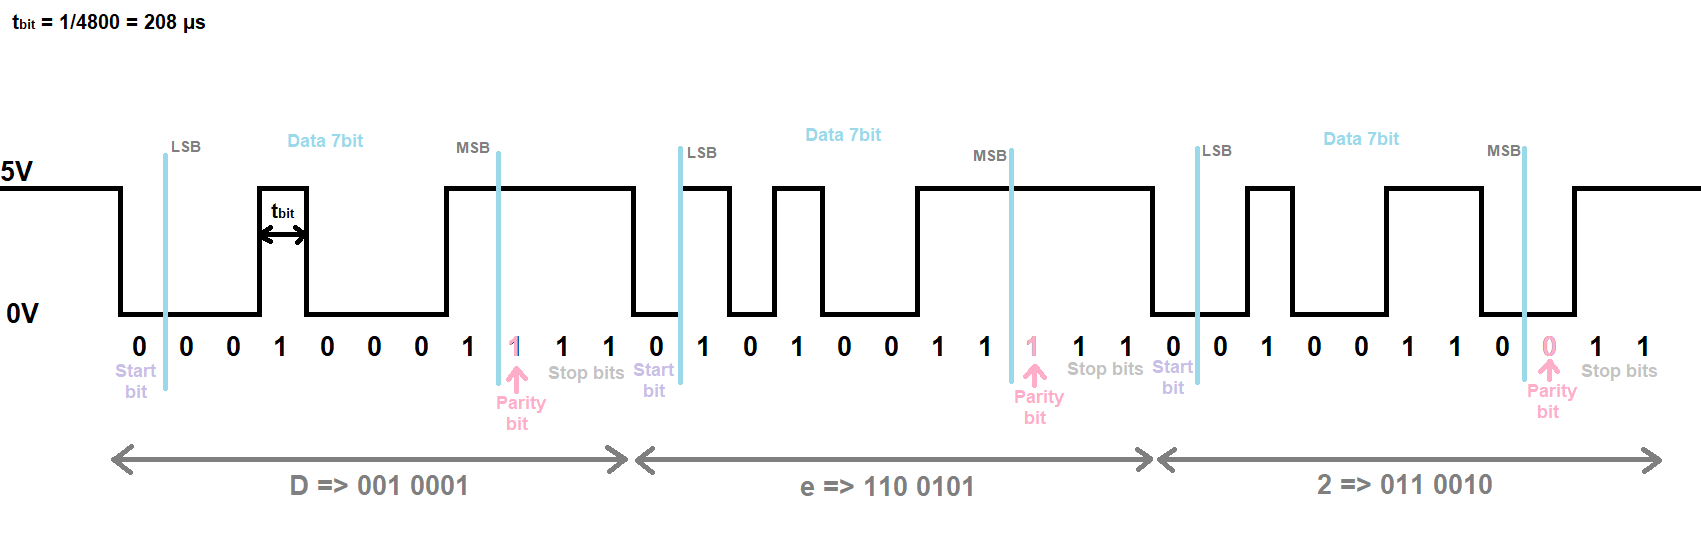 tbit = 1/4800 = 208 µs
Data 7bit
Data 7bit
Data 7bit
LSB
MSB
LSB
MSB
LSB
MSB
5V
tbit
0V
0 0 0 1 0 0 0 1 1 1 1 0 1 0 1 0 0 1 1 1 1 1 0 0 1 0 0 1 1 0 0 1 1
Start bit
Stop bits
Start bit
Stop bits
Start bit
Stop bits
Parity bit
Parity bit
Parity bit
D => 001 0001
e => 110 0101
2 => 011 0010